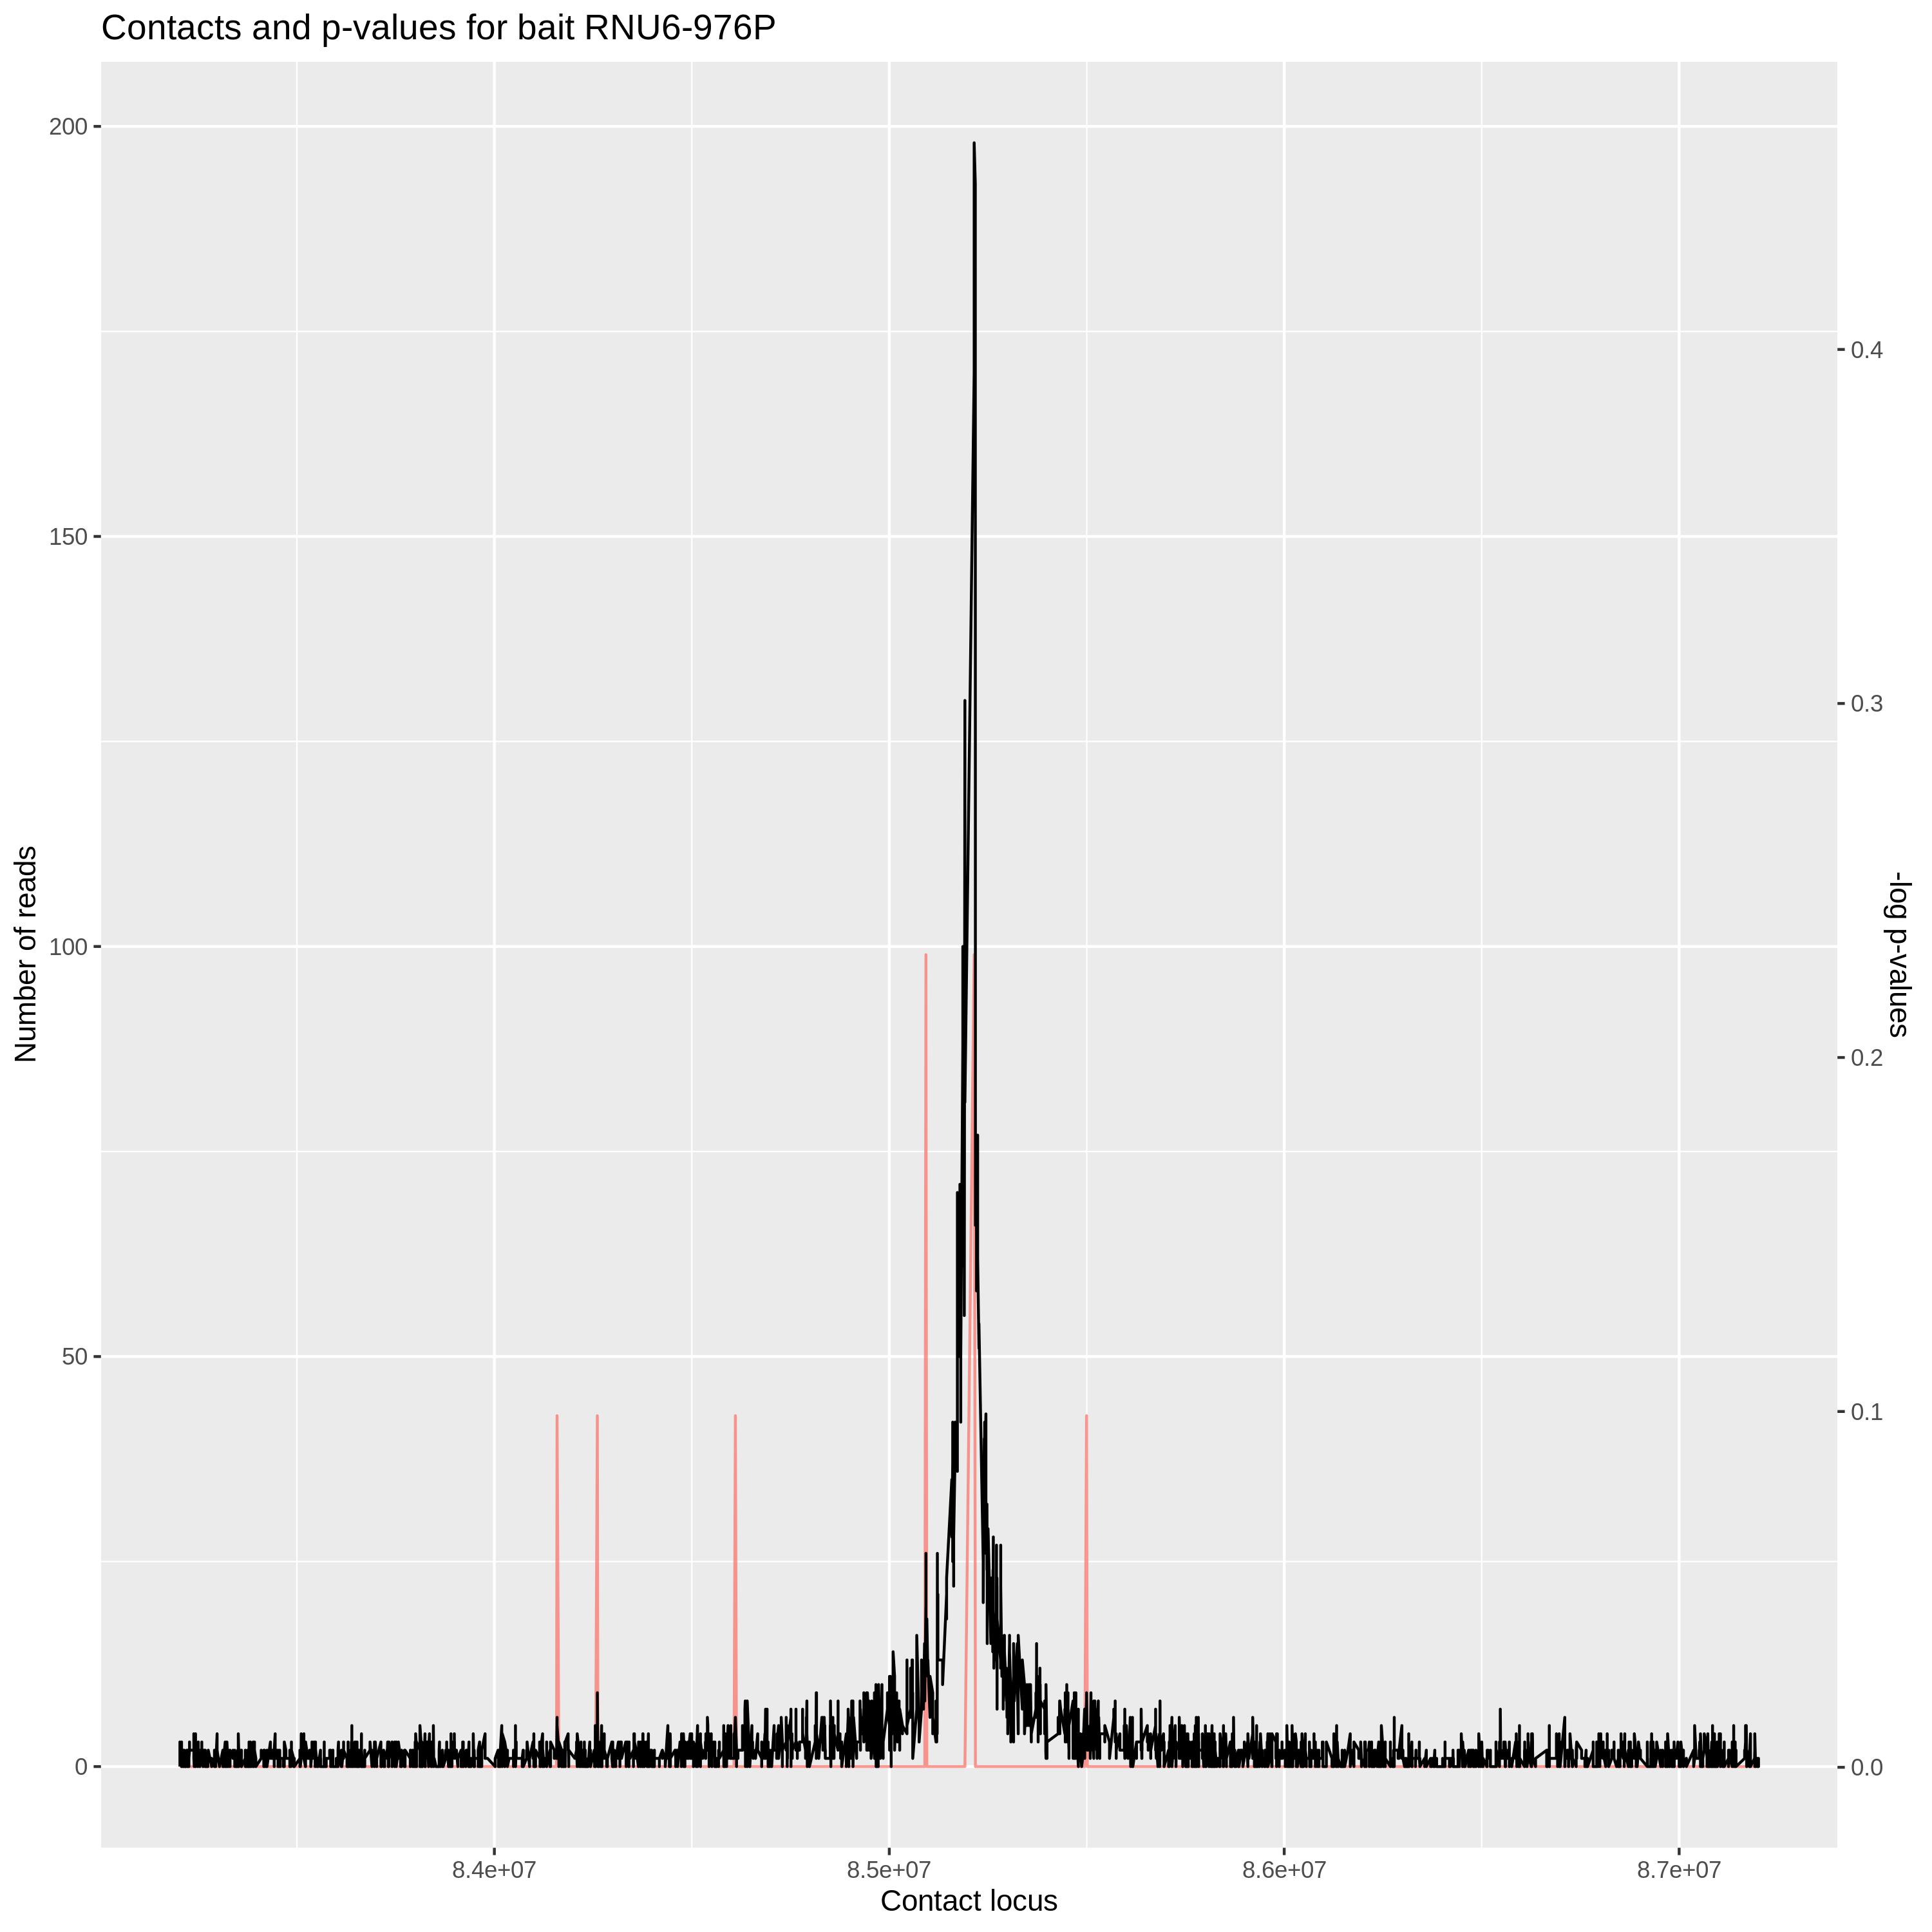 Contacts and p-values for bait RNU6-976P
200
150
100
50
0
Number of reads
0.4
0.3
0.2
0.1
0.0
-log p-values
8.4e+07
8.5e+07
8.6e+07
8.7e+07
Contact locus